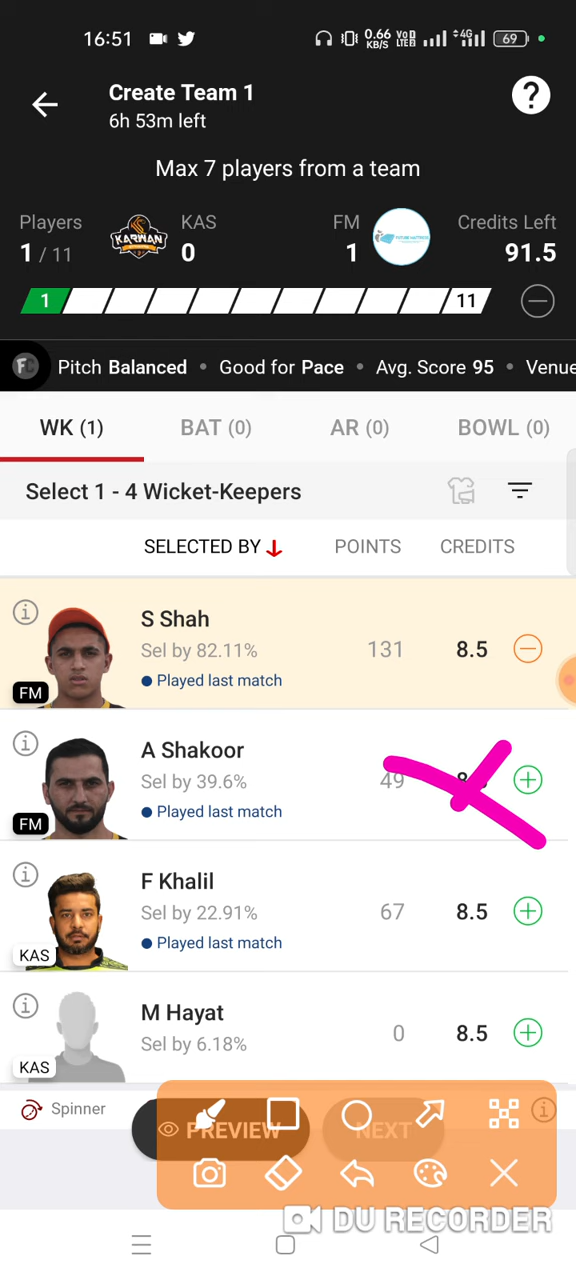 16:51 0.66 KB/S VoD LTE2 4G 69
Create Team 1 ?
6h 53m left
Max 7 players from a team
Players KAS FM Credits Left
1 / 11 KARWAN 0 1 91.5
1 11
FC Pitch Balanced • Good for Pace • Avg. Score 95 • Venue
WK (1) BAT (0) AR (0) BOWL (0)
Select 1 - 4 Wicket-Keepers
SELECTED BY POINTS CREDITS
S Shah
Sel by 82.11% 131 8.5
Played last match
FM
A Shakoor
Sel by 39.6% 49
Played last match
FM
F Khalil
Sel by 22.91% 67 8.5
Played last match
KAS
M Hayat
Sel by 6.18% 0 8.5
KAS
Spinner
PREVIEW NEXT
DU RECORDER